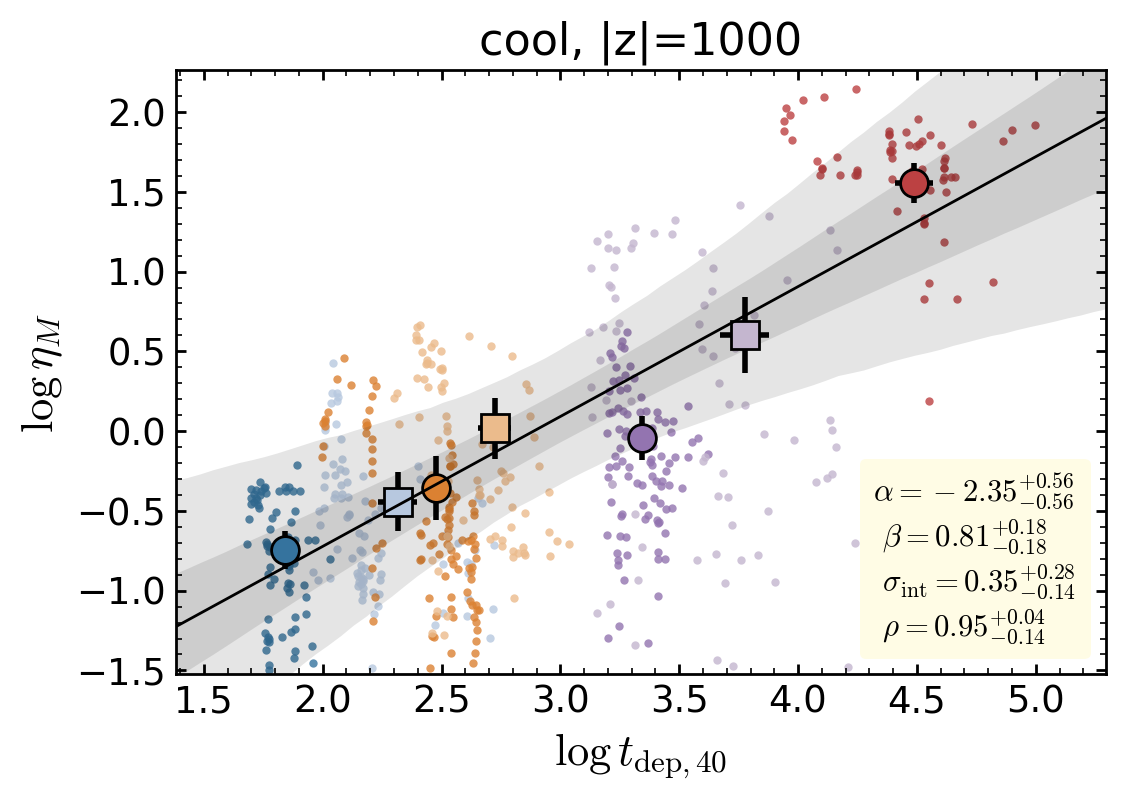 cool, |z|=1000
log η_M
2.0
1.5
1.0
0.5
0.0
−0.5
−1.0
−1.5
α = −2.35^{+0.56}_{−0.56}
β = 0.81^{+0.18}_{−0.18}
σ_int = 0.35^{+0.28}_{−0.14}
ρ = 0.95^{+0.04}_{−0.14}
1.5 2.0 2.5 3.0 3.5 4.0 4.5 5.0
log t_{dep, 40}